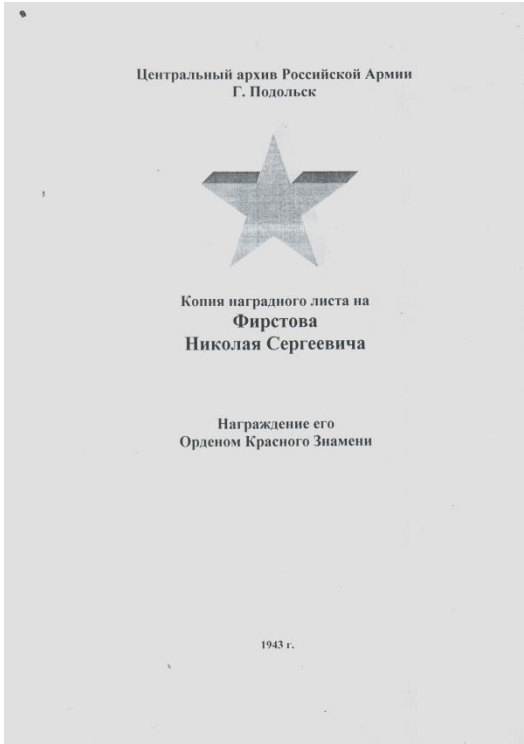 Центральный архив Российской Армии
Г. Подольск
Копия наградного листа на
Фирстова
Николая Сергеевича
Награждение его
Орденом Красного Знамени
1943 г.